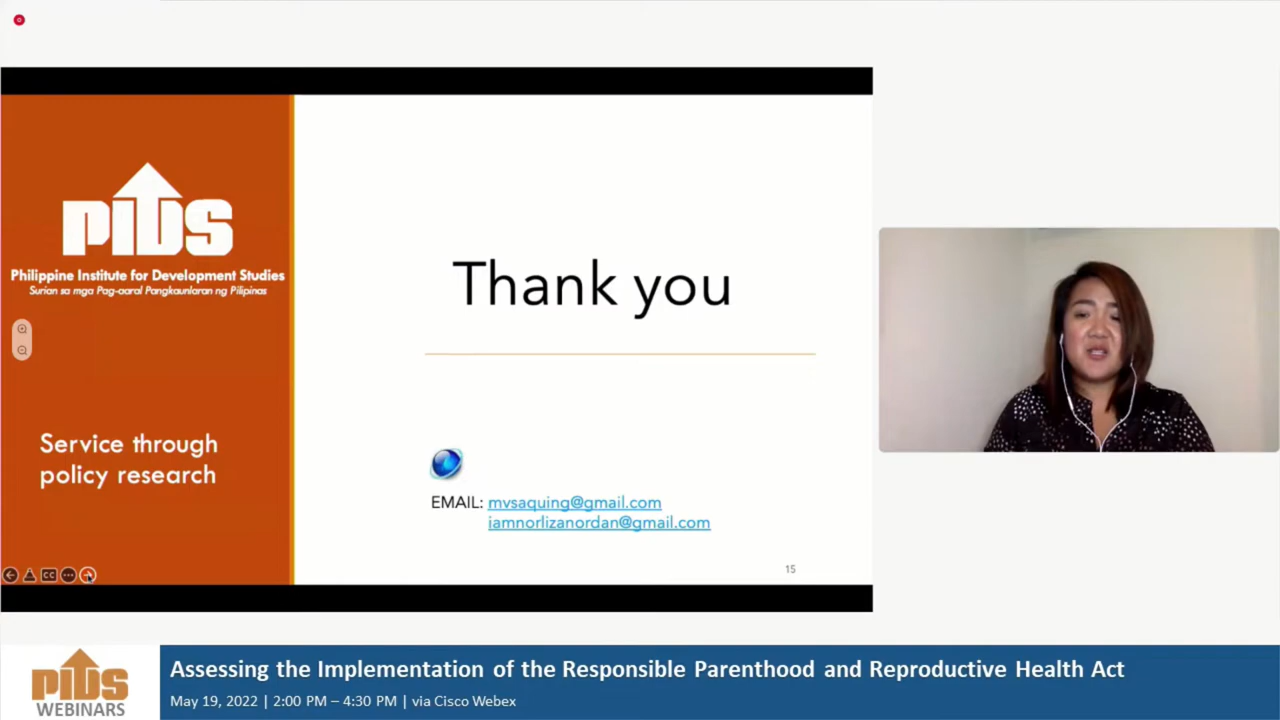 PIDS
Philippine Institute for Development Studies
Surian sa mga Pag-aaral Pangkaunlaran ng Pilipinas
Service through
policy research
CC
Thank you
EMAIL: mvsaquing@gmail.com
iamnorlizanordan@gmail.com
15
PIDS
WEBINARS
Assessing the Implementation of the Responsible Parenthood and Reproductive Health Act
May 19, 2022 | 2:00 PM – 4:30 PM | via Cisco Webex